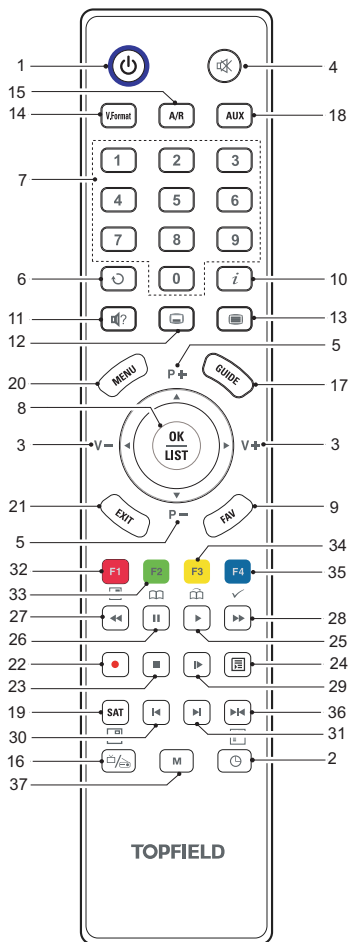 1 4
15
14 V.Format A/R AUX 18
1 2 3
7
4 5 6
7 8 9
6 0 i 10
11 ? 13
12 5
20 MENU P+ GUIDE 17
8
3 V- OK V+ 3
LIST
21 EXIT P- FAV 9
5
34
32 F1 F2 F3 F4 35
33
27 28
26 25
22 24
23 29
19 SAT 36
30 31
16 M 2
37
TOPFIELD